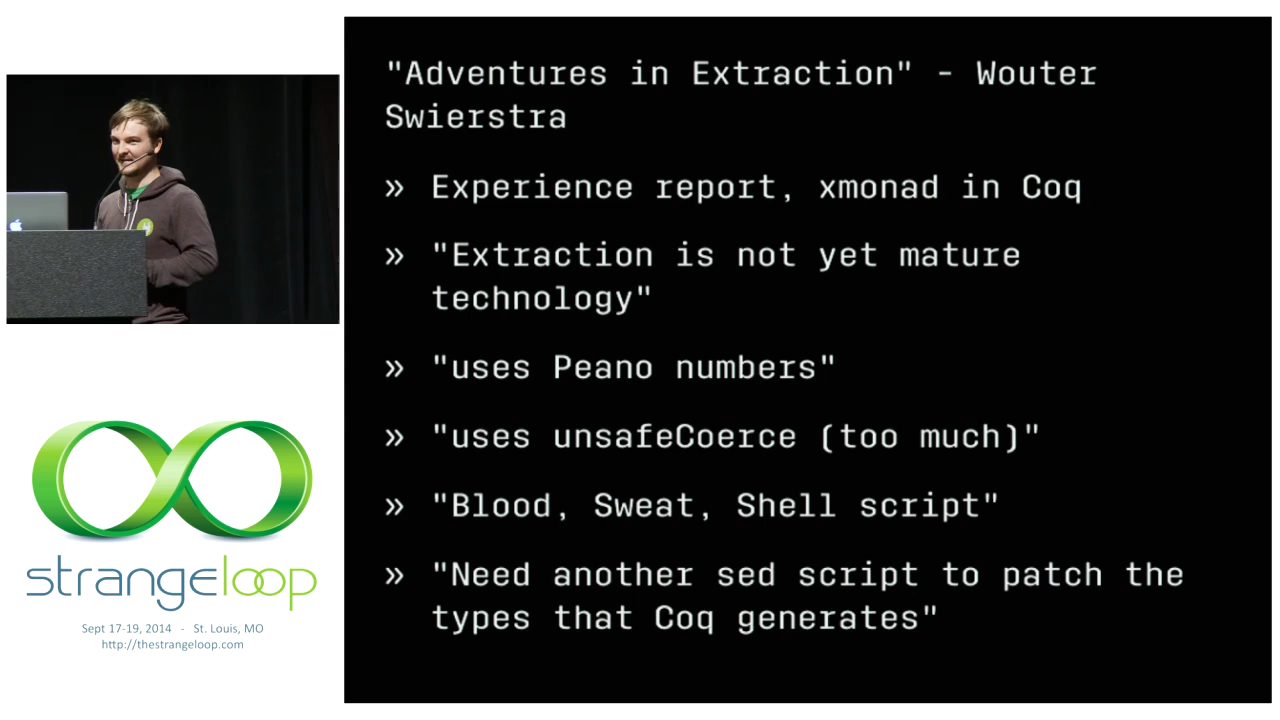 "Adventures in Extraction" - Wouter
Swierstra
» Experience report, xmonad in Coq
» "Extraction is not yet mature
technology"
» "uses Peano numbers"
» "uses unsafeCoerce (too much)"
» "Blood, Sweat, Shell script"
» "Need another sed script to patch the
types that Coq generates"
strangeloop
Sept 17-19, 2014 - St. Louis, MO
http://thestrangeloop.com